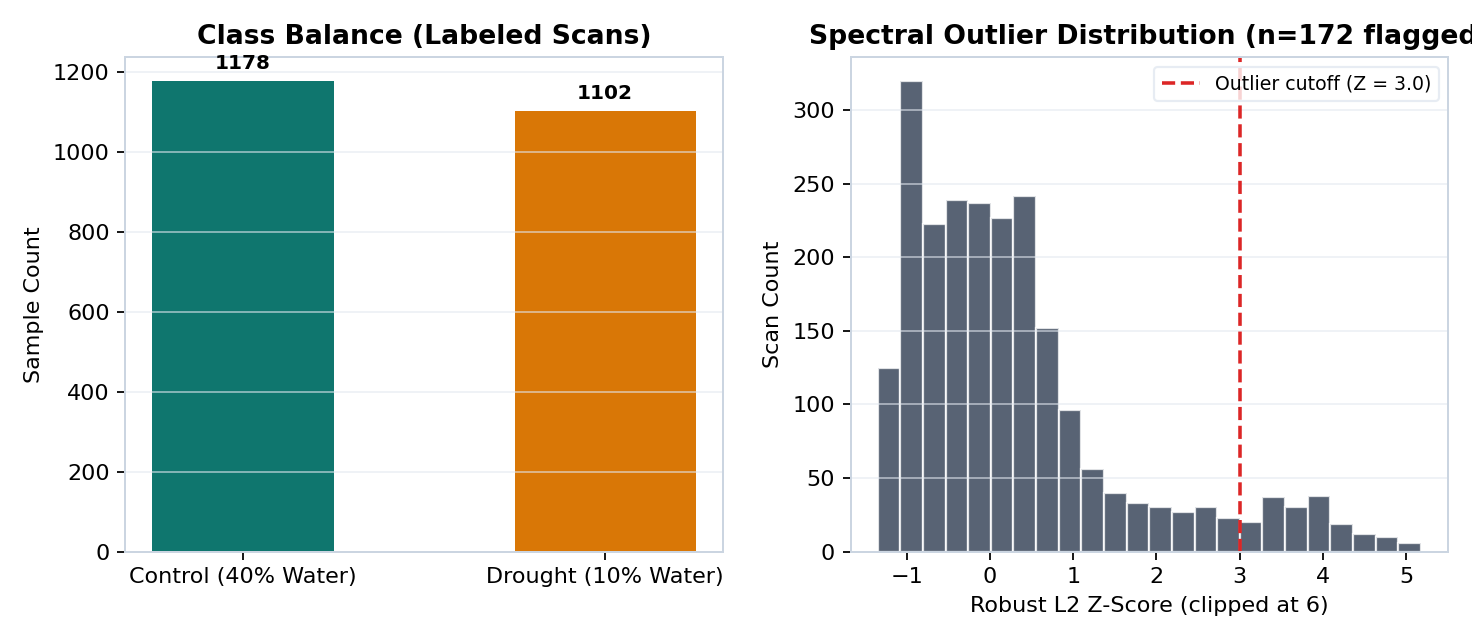 Class Balance (Labeled Scans)
1178
1102
1200
1000
800
600
400
200
0
Sample Count
Control (40% Water)
Drought (10% Water)
Spectral Outlier Distribution (n=172 flagged
Outlier cutoff (Z = 3.0)
300
250
200
150
100
50
0
Scan Count
−1 0 1 2 3 4 5
Robust L2 Z-Score (clipped at 6)